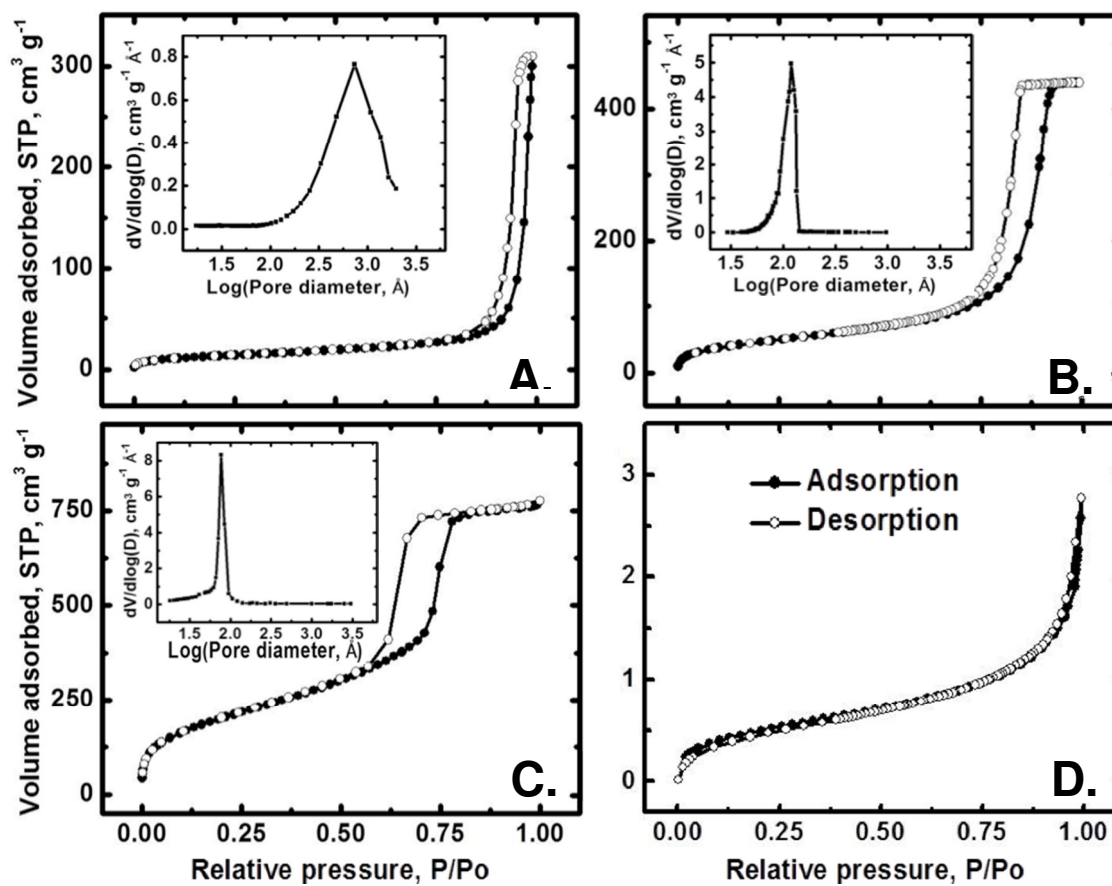 Volume adsorbed, STP, cm³ g⁻¹
300
200
100
0
dV/dlog(D), cm³ g⁻¹ Å⁻¹
0.8
0.6
0.4
0.2
0.0
1.5 2.0 2.5 3.0 3.5
Log(Pore diameter, Å)
A.
400
200
0
dV/dlog(D), cm³ g⁻¹ Å⁻¹
5
4
3
2
1
0
1.5 2.0 2.5 3.0 3.5
Log(Pore diameter, Å)
B.
Volume adsorbed, STP, cm³ g⁻¹
750
500
250
0
dV/dlog(D), cm³ g⁻¹ Å⁻¹
8
6
4
2
0
1.5 2.0 2.5 3.0 3.5
Log(Pore diameter, Å)
C.
0.00 0.25 0.50 0.75 1.00
Relative pressure, P/Po
3
2
1
0
Adsorption
Desorption
D.
0.00 0.25 0.50 0.75 1.00
Relative pressure, P/Po